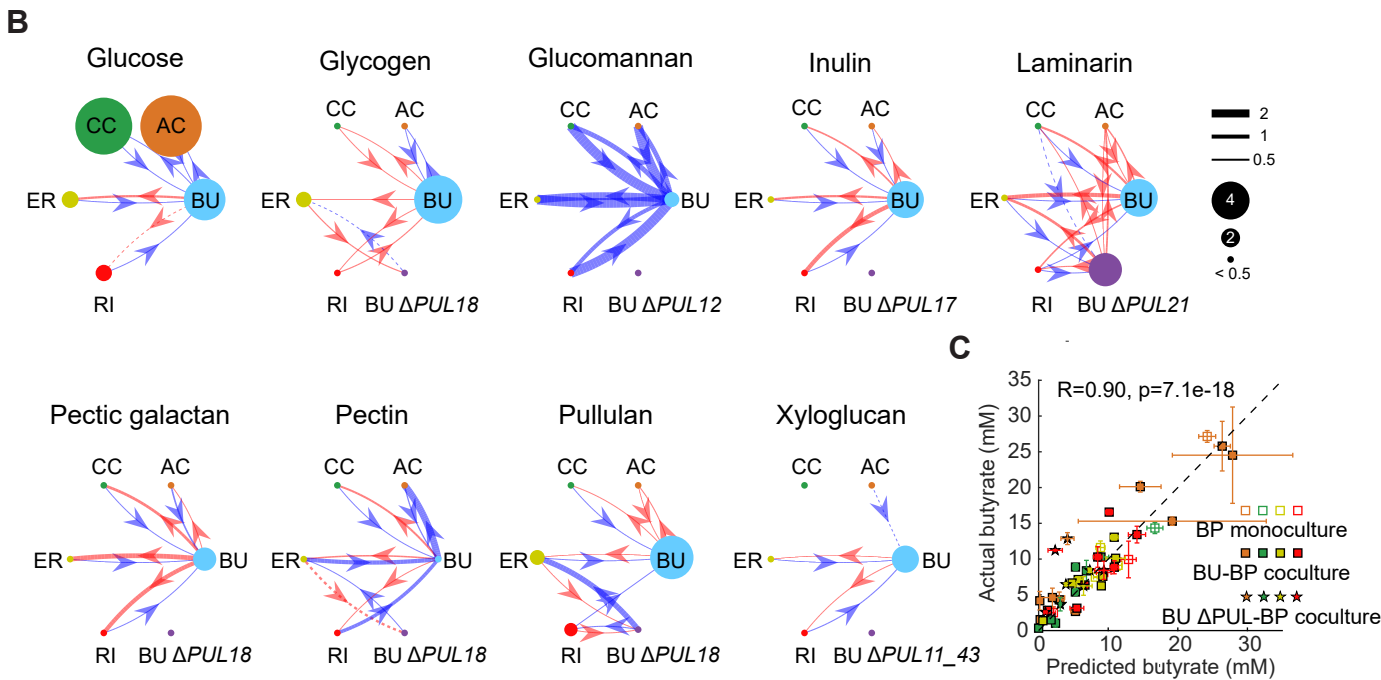 B
Glucose
Glycogen
Glucomannan
Inulin
Laminarin
CC AC
ER BU
RI
CC AC
ER BU
RI BU ΔPUL18
CC AC
ER BU
RI BU ΔPUL12
CC AC
ER BU
RI BU ΔPUL17
CC AC
ER BU
RI BU ΔPUL21
2
1
0.5
4
2
< 0.5
Pectic galactan
Pectin
Pullulan
Xyloglucan
CC AC
ER BU
RI BU ΔPUL18
CC AC
ER BU
RI BU ΔPUL18
CC AC
ER BU
RI BU ΔPUL18
CC AC
ER BU
RI BU ΔPUL11_43
C
R=0.90, p=7.1e-18
Actual butyrate (mM)
35
30
25
20
15
10
5
0
BP monoculture
BU-BP coculture
BU ΔPUL-BP coculture
0 10 20 30
Predicted butyrate (mM)